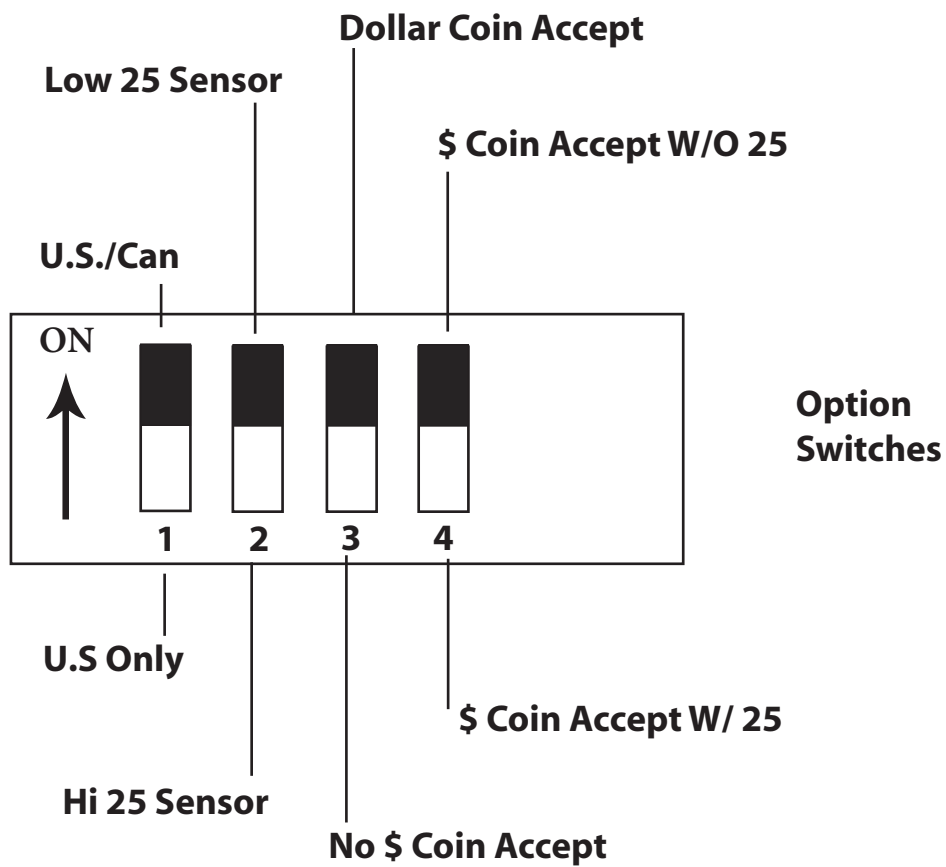 Dollar Coin Accept
Low 25 Sensor
$ Coin Accept W/O 25
U.S./Can
ON
Option
Switches
1 2 3 4
U.S Only
$ Coin Accept W/ 25
Hi 25 Sensor
No $ Coin Accept